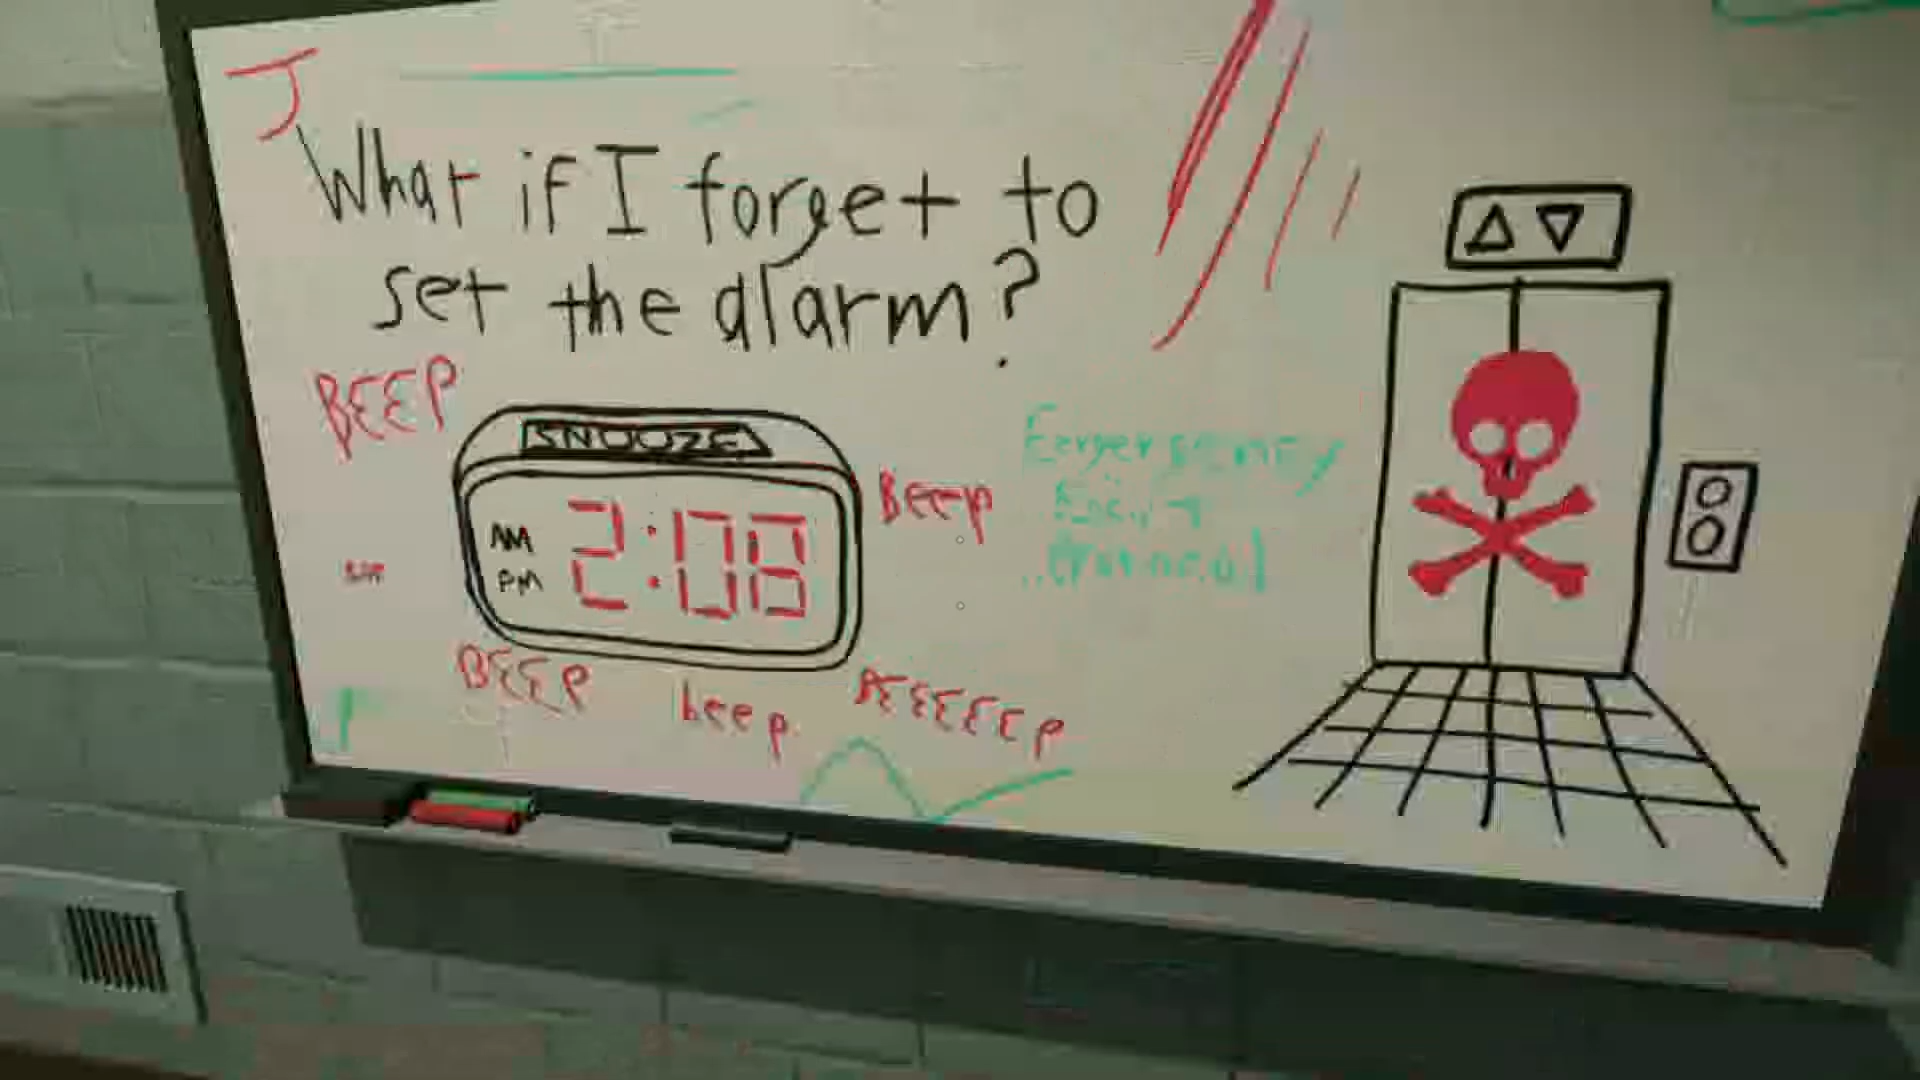 J
What if I forget to
set the alarm?
BEEP
SNOOZE
AM
PM
2:08
Beep
BEEP
beep
BEEEEEP